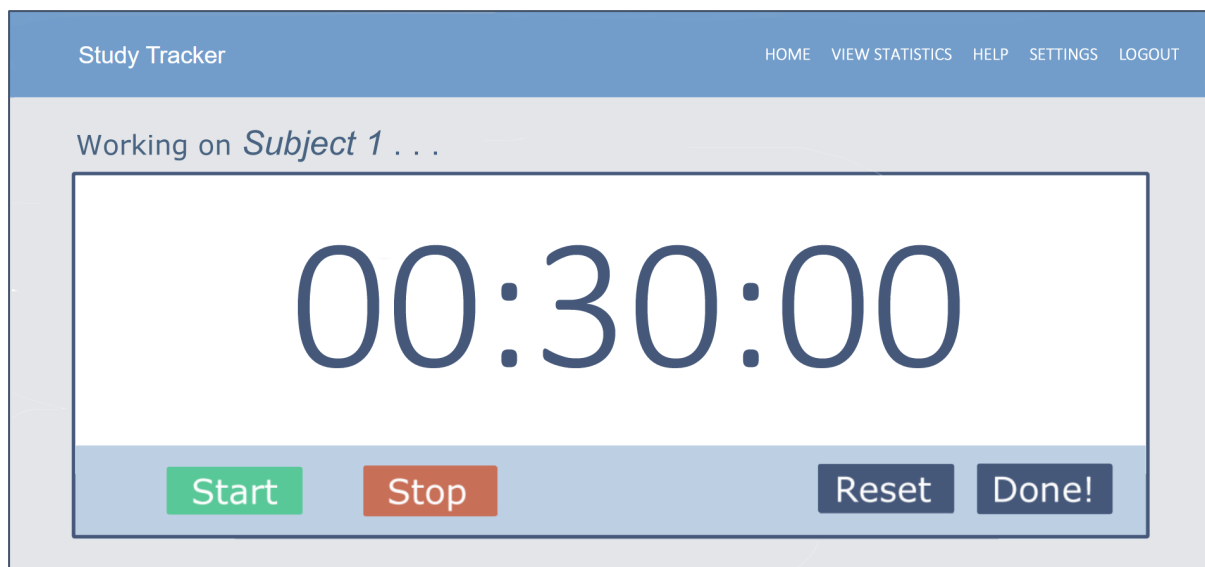 Study Tracker HOME VIEW STATISTICS HELP SETTINGS LOGOUT
Working on Subject 1 . . .
00:30:00
Start Stop Reset Done!